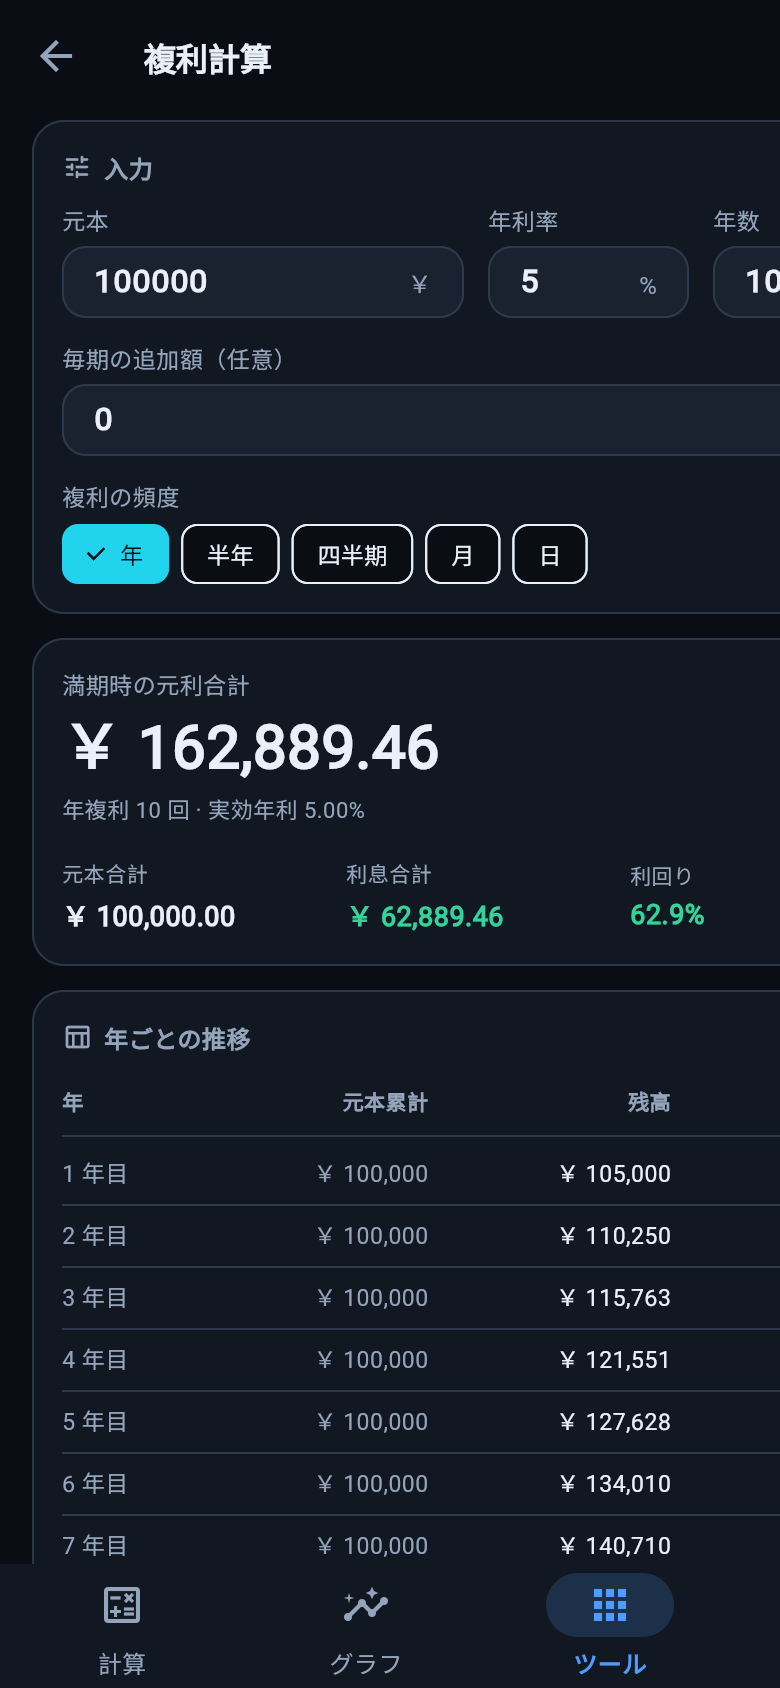 複利計算
入力
元本 年利率 年数
100000 ¥ 5 % 10
毎期の追加額（任意）
0
複利の頻度
年 半年 四半期 月 日
満期時の元利合計
¥ 162,889.46
年複利 10 回 · 実効年利 5.00%
元本合計 利息合計 利回り
¥ 100,000.00 ¥ 62,889.46 62.9%
年ごとの推移
年 元本累計 残高
1 年目 ¥ 100,000 ¥ 105,000
2 年目 ¥ 100,000 ¥ 110,250
3 年目 ¥ 100,000 ¥ 115,763
4 年目 ¥ 100,000 ¥ 121,551
5 年目 ¥ 100,000 ¥ 127,628
6 年目 ¥ 100,000 ¥ 134,010
7 年目 ¥ 100,000 ¥ 140,710
計算 グラフ ツール